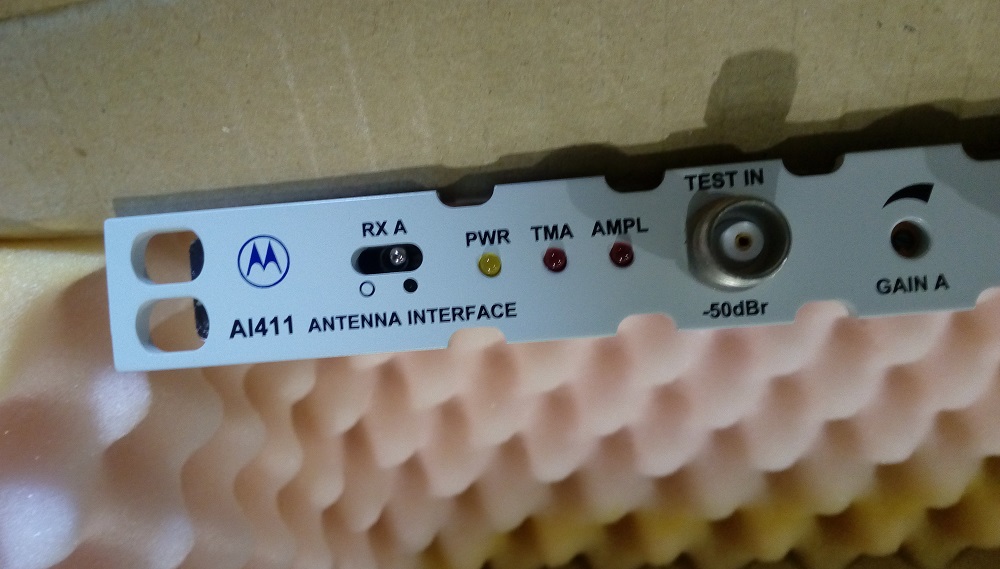 RX A
PWR
TMA
AMPL
TEST IN
-50dBr
GAIN A
AI411 ANTENNA INTERFACE